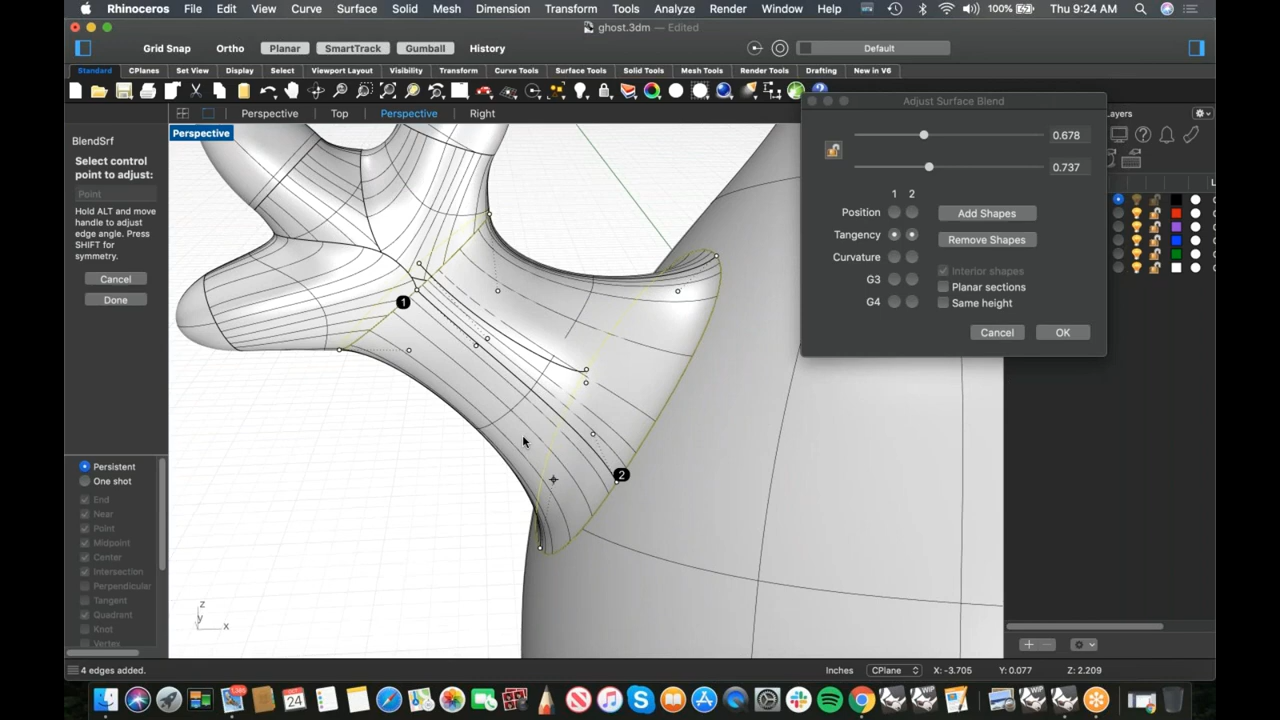 Rhinoceros File Edit View Curve Surface Solid Mesh Dimension Transform Tools Analyze Render Window Help 100% Thu 9:24 AM
ghost.3dm — Edited
Grid Snap Ortho Planar SmartTrack Gumball History Default
Standard CPlanes Set View Display Select Viewport Layout Visibility Transform Curve Tools Surface Tools Solid Tools Mesh Tools Render Tools Drafting New in V6
Perspective Top Perspective Right
Perspective
BlendSrf
Select control
point to adjust:
Point
Hold ALT and move
handle to adjust
edge angle. Press
SHIFT for
symmetry.
Cancel
Done
Persistent
One shot
End
Near
Point
Midpoint
Center
Intersection
Perpendicular
Tangent
Quadrant
Knot
Vertex
1
2
z
y
x
Adjust Surface Blend
0.678
0.737
1 2
Position
Tangency
Curvature
G3
G4
Add Shapes
Remove Shapes
Interior shapes
Planar sections
Same height
Cancel OK
Layers
L
4 edges added.
Inches CPlane X: -3.705 Y: 0.077 Z: 2.209
24